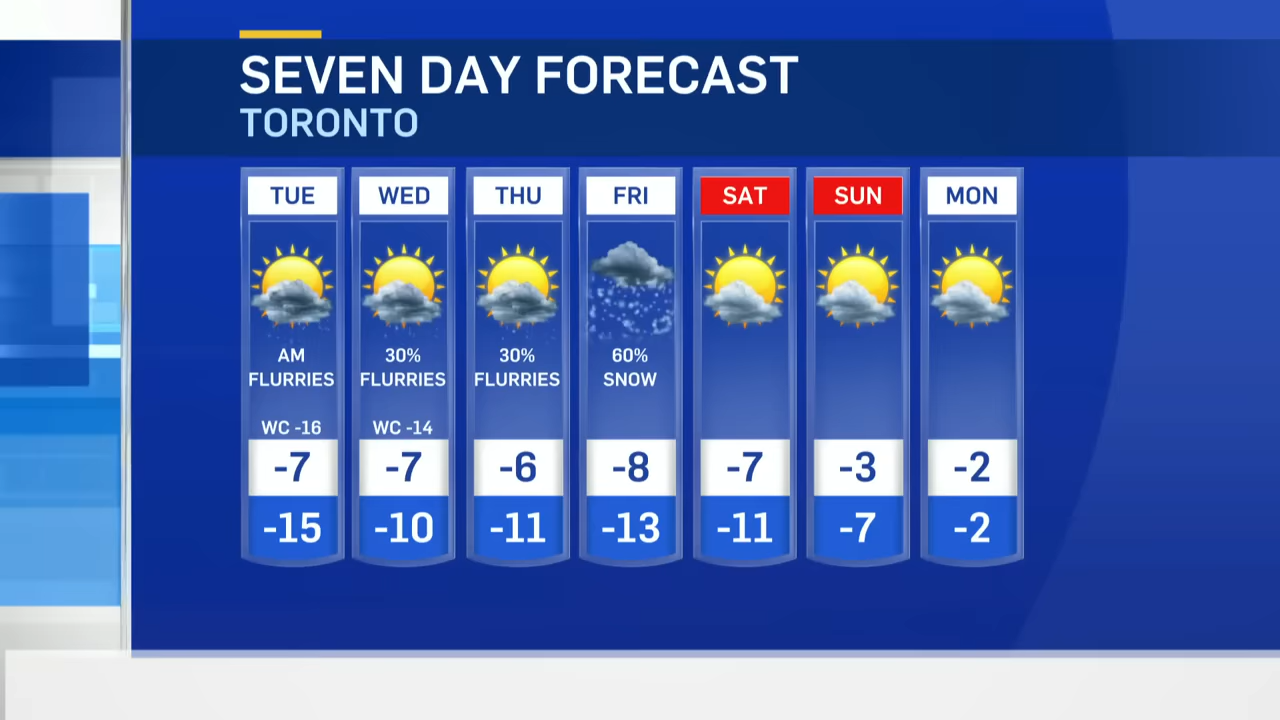 SEVEN DAY FORECAST
TORONTO
TUE
AM
FLURRIES
WC -16
-7
-15
WED
30%
FLURRIES
WC -14
-7
-10
THU
30%
FLURRIES
-6
-11
FRI
60%
SNOW
-8
-13
SAT
-7
-11
SUN
-3
-7
MON
-2
-2